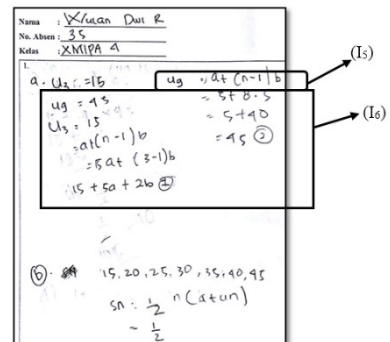 Nama : Wulan Dwi R
No. Absen : 35
Kelas : XMIPA 4
1.
a. U₃ = 15
U9 = 45
U₃ = 15
= a+(n-1)b
= 5a+ (3-1)b
15 + 5a + 2b ①
U9 = a+ (n-1)b
= 5+8.5
= 5+40
= 45 ②
(I₅)
(I₆)
ⓑ. 15, 20, 25, 30, 35, 40, 45
Sn = 1/2 n(a+Un)
= 1/2